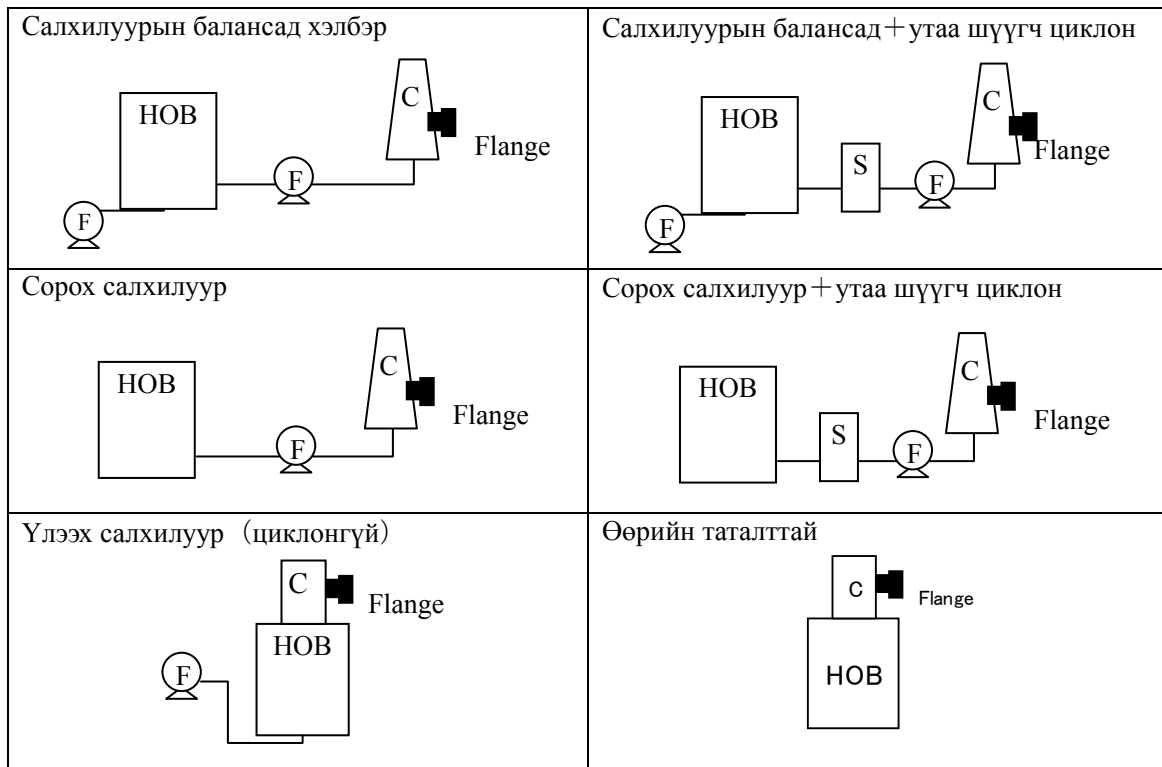 Салхилуурын балансад хэлбэр
HOB
C
Flange
F
F
Салхилуурын балансад＋утаа шүүгч циклон
HOB
C
Flange
S
F
F
Сорох салхилуур
HOB
C
Flange
F
Сорох салхилуур＋утаа шүүгч циклон
HOB
C
Flange
S
F
Үлээх салхилуур（циклонгүй）
C
Flange
HOB
F
Өөрийн таталттай
C
Flange
HOB